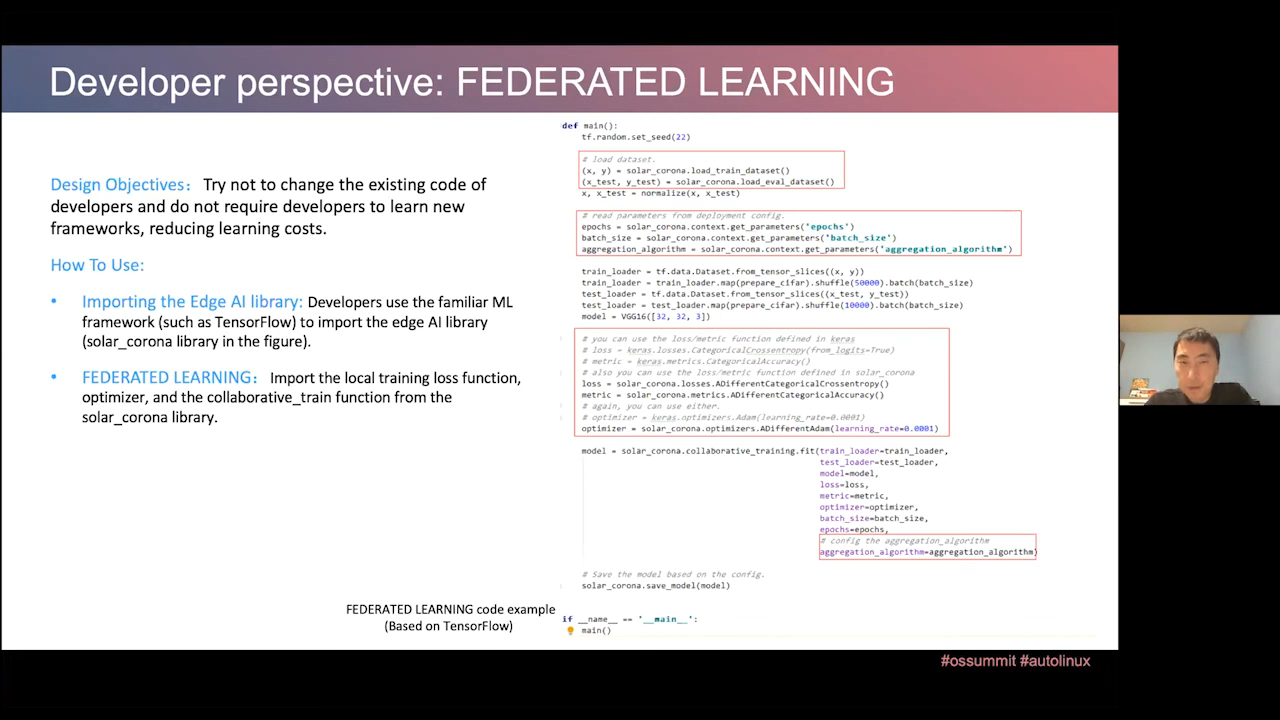 Developer perspective: FEDERATED LEARNING
Design Objectives: Try not to change the existing code of
developers and do not require developers to learn new
frameworks, reducing learning costs.
How To Use:
• Importing the Edge AI library: Developers use the familiar ML
framework (such as TensorFlow) to import the edge AI library
(solar_corona library in the figure).
• FEDERATED LEARNING: Import the local training loss function,
optimizer, and the collaborative_train function from the
solar_corona library.
FEDERATED LEARNING code example
(Based on TensorFlow)
def main():
tf.random.set_seed(22)
# load dataset.
(x, y) = solar_corona.load_train_dataset()
(x_test, y_test) = solar_corona.load_eval_dataset()
x, x_test = normalize(x, x_test)
# read parameters from deployment config.
epochs = solar_corona.context.get_parameters('epochs')
batch_size = solar_corona.context.get_parameters('batch_size')
aggregation_algorithm = solar_corona.context.get_parameters('aggregation_algorithm')
train_loader = tf.data.Dataset.from_tensor_slices((x, y))
train_loader = train_loader.map(prepare_cifar).shuffle(50000).batch(batch_size)
test_loader = tf.data.Dataset.from_tensor_slices((x_test, y_test))
test_loader = test_loader.map(prepare_cifar).shuffle(10000).batch(batch_size)
model = VGG16([32, 32, 3])
# you can use the loss/metric function defined in keras
# loss = keras.losses.CategoricalCrossentropy(from_logits=True)
# metric = keras.metrics.CategoricalAccuracy()
# also you can use the loss/metric function defined in solar_corona
loss = solar_corona.losses.ADifferentCategoricalCrossentropy()
metric = solar_corona.metrics.ADifferentCategoricalAccuracy()
# again, you can use either.
# optimizer = keras.optimizers.Adam(learning_rate=0.0001)
optimizer = solar_corona.optimizers.ADifferentAdam(learning_rate=0.0001)
model = solar_corona.collaborative_training.fit(train_loader=train_loader,
test_loader=test_loader,
model=model,
loss=loss,
metric=metric,
optimizer=optimizer,
batch_size=batch_size,
epochs=epochs,
# config the aggregation_algorithm
aggregation_algorithm=aggregation_algorithm)
# Save the model based on the config.
solar_corona.save_model(model)
if __name__ == '__main__':
main()
#ossummit #autolinux